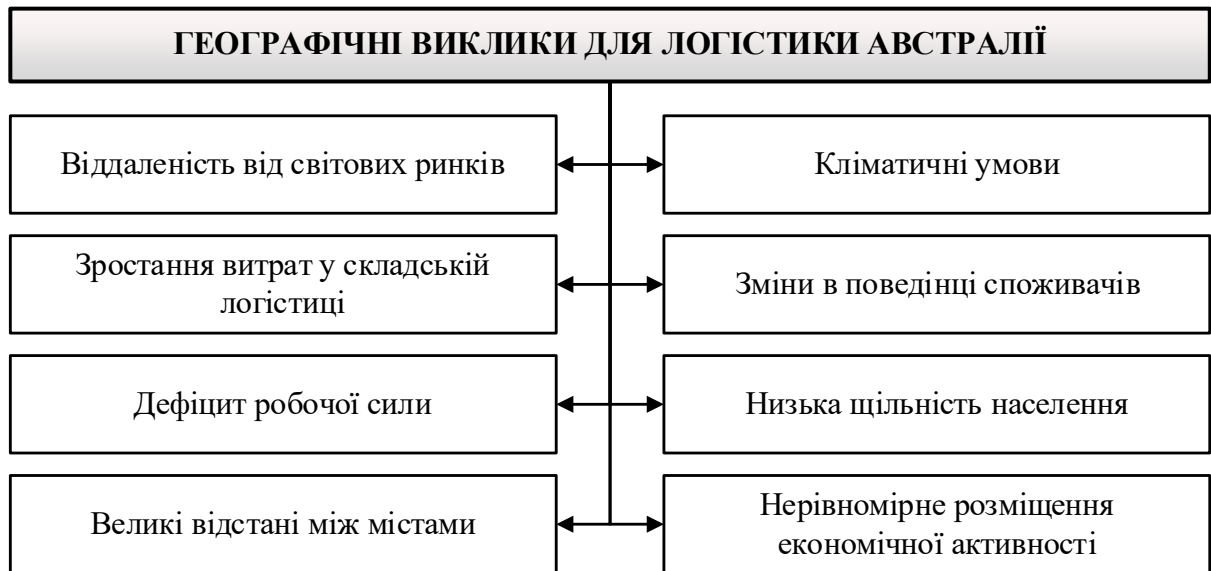 ГЕОГРАФІЧНІ ВИКЛИКИ ДЛЯ ЛОГІСТИКИ АВСТРАЛІЇ
Віддаленість від світових ринків
Кліматичні умови
Зростання витрат у складській
логістиці
Зміни в поведінці споживачів
Дефіцит робочої сили
Низька щільність населення
Великі відстані між містами
Нерівномірне розміщення
економічної активності